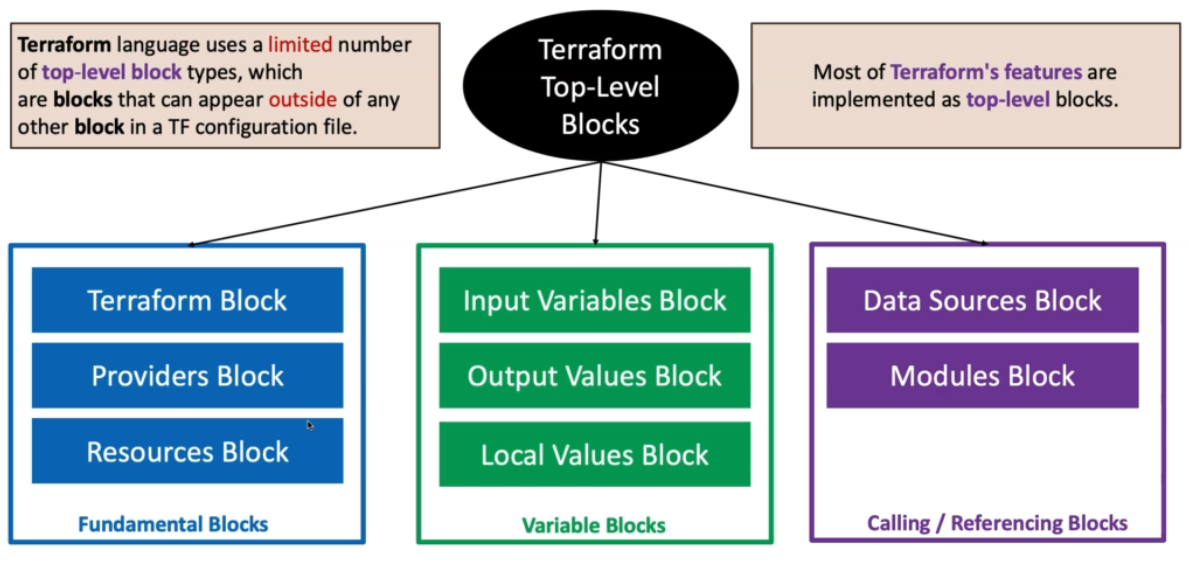 Terraform language uses a limited number
of top-level block types, which
are blocks that can appear outside of any
other block in a TF configuration file.
Terraform
Top-Level
Blocks
Most of Terraform's features are
implemented as top-level blocks.
Terraform Block
Providers Block
Resources Block
Fundamental Blocks
Input Variables Block
Output Values Block
Local Values Block
Variable Blocks
Data Sources Block
Modules Block
Calling / Referencing Blocks